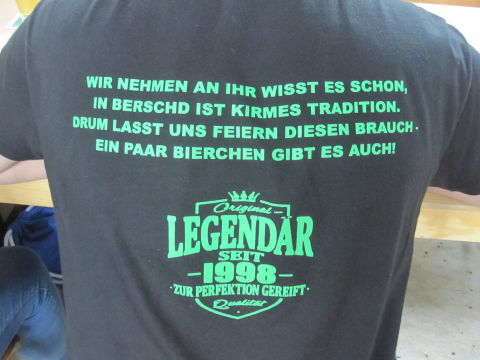 WIR NEHMEN AN IHR WISST ES SCHON,
IN BERSCHD IST KIRMES TRADITION.
DRUM LASST UNS FEIERN DIESEN BRAUCH.
EIN PAAR BIERCHEN GIBT ES AUCH!
Original
LEGENDÄR
SEIT
1998
ZUR PERFEKTION GEREIFT
Qualität